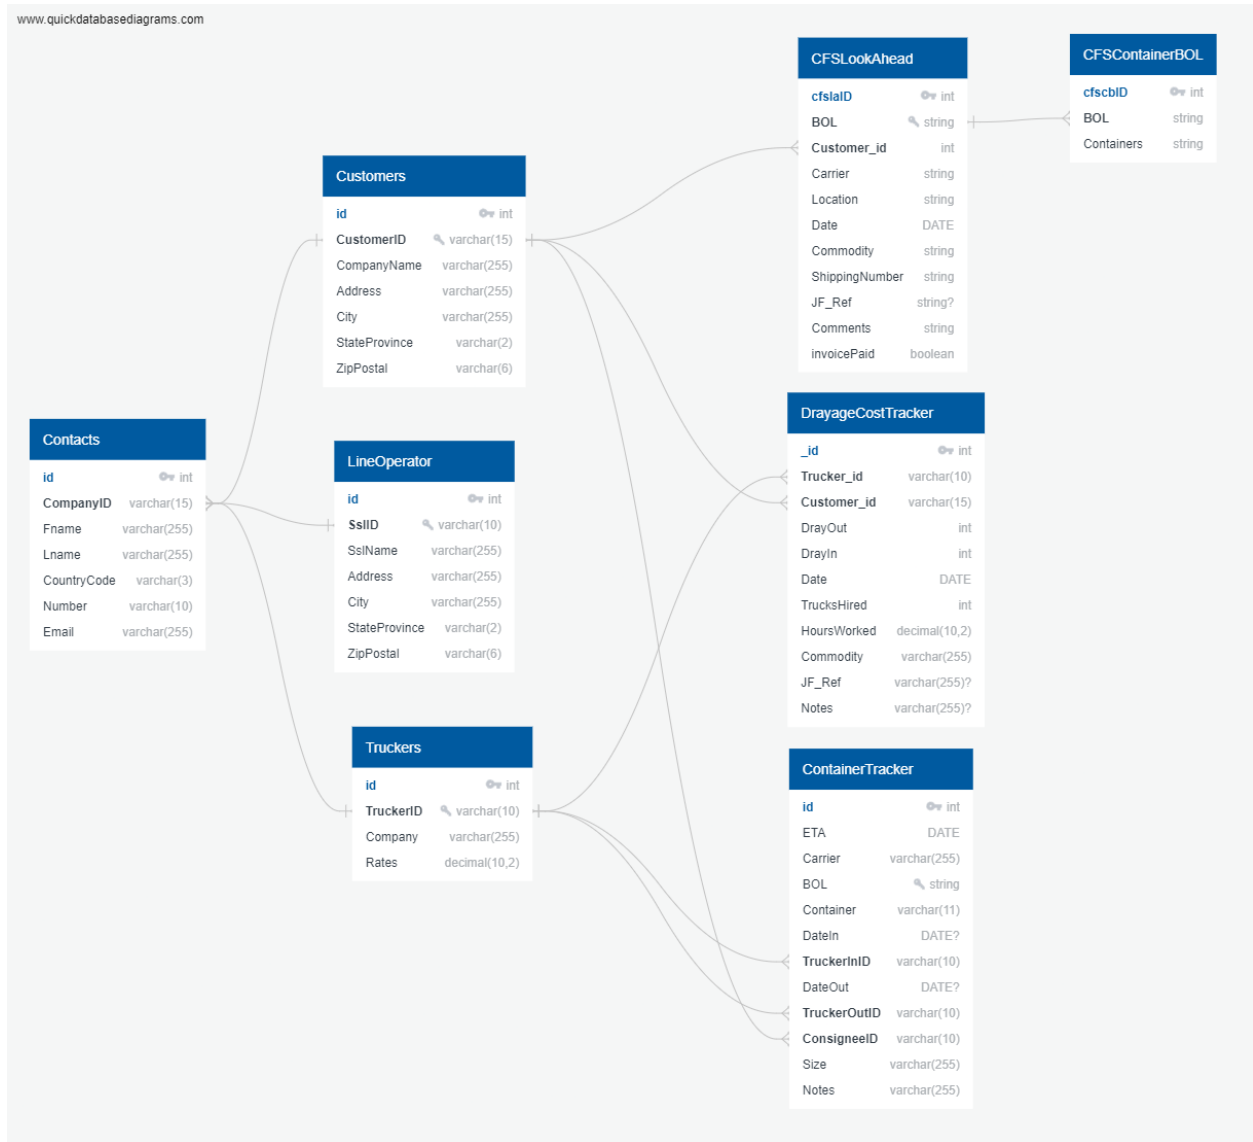 www.quickdatabasediagrams.com
CFSLookAhead
cfslaID int
BOL string
Customer_id int
Carrier string
Location string
Date DATE
Commodity string
ShippingNumber string
JF_Ref string?
Comments string
invoicePaid boolean
CFSContainerBOL
cfscbID int
BOL string
Containers string
Customers
id int
CustomerID varchar(15)
CompanyName varchar(255)
Address varchar(255)
City varchar(255)
StateProvince varchar(2)
ZipPostal varchar(6)
Contacts
id int
CompanyID varchar(15)
Fname varchar(255)
Lname varchar(255)
CountryCode varchar(3)
Number varchar(10)
Email varchar(255)
LineOperator
id int
SslID varchar(10)
SslName varchar(255)
Address varchar(255)
City varchar(255)
StateProvince varchar(2)
ZipPostal varchar(6)
DrayageCostTracker
_id int
Trucker_id varchar(10)
Customer_id varchar(15)
DrayOut int
DrayIn int
Date DATE
TrucksHired int
HoursWorked decimal(10,2)
Commodity varchar(255)
JF_Ref varchar(255)?
Notes varchar(255)?
Truckers
id int
TruckerID varchar(10)
Company varchar(255)
Rates decimal(10,2)
ContainerTracker
id int
ETA DATE
Carrier varchar(255)
BOL string
Container varchar(11)
DateIn DATE?
TruckerInID varchar(10)
DateOut DATE?
TruckerOutID varchar(10)
ConsigneeID varchar(10)
Size varchar(255)
Notes varchar(255)